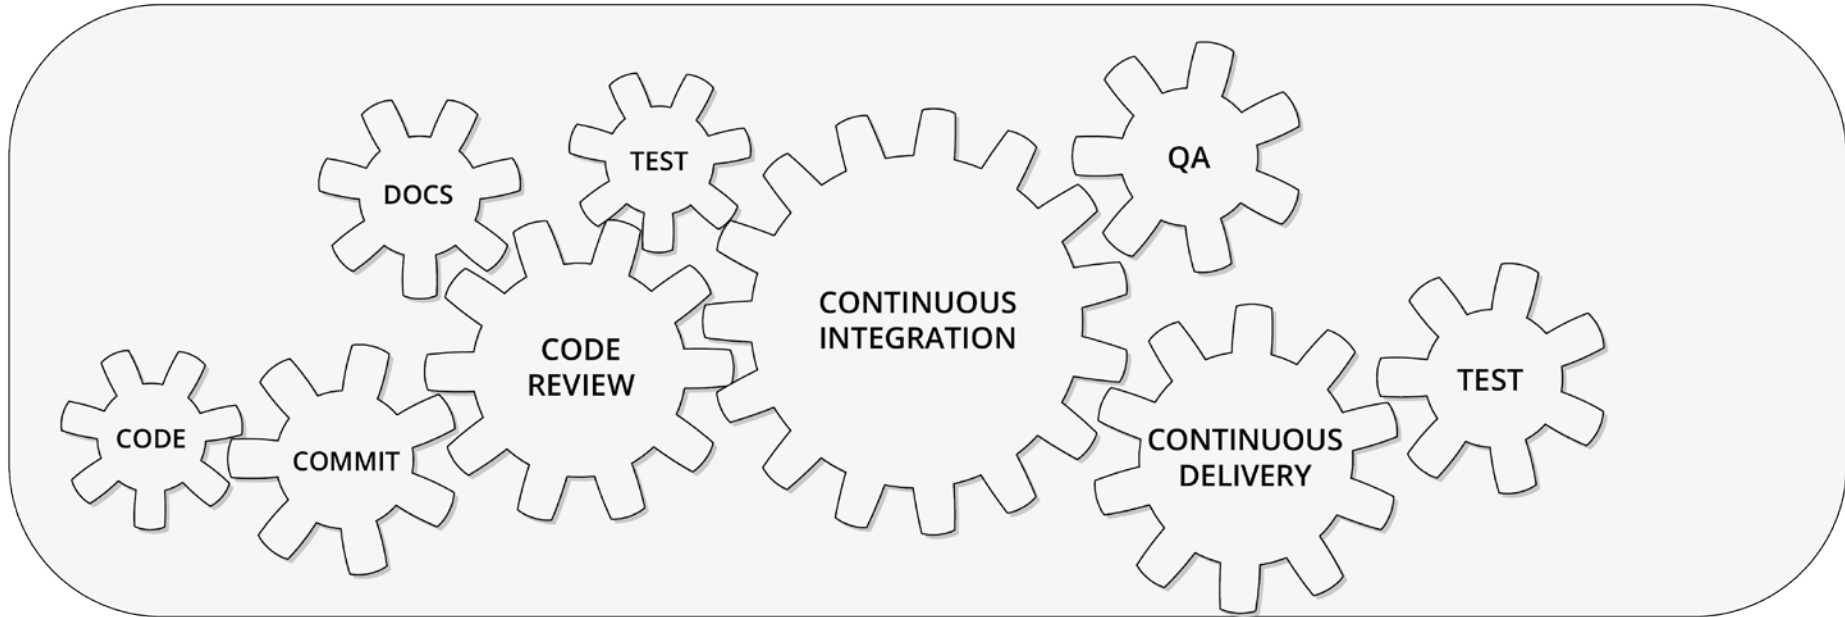 DOCS
TEST
QA
CODE
COMMIT
CODE
REVIEW
CONTINUOUS
INTEGRATION
CONTINUOUS
DELIVERY
TEST